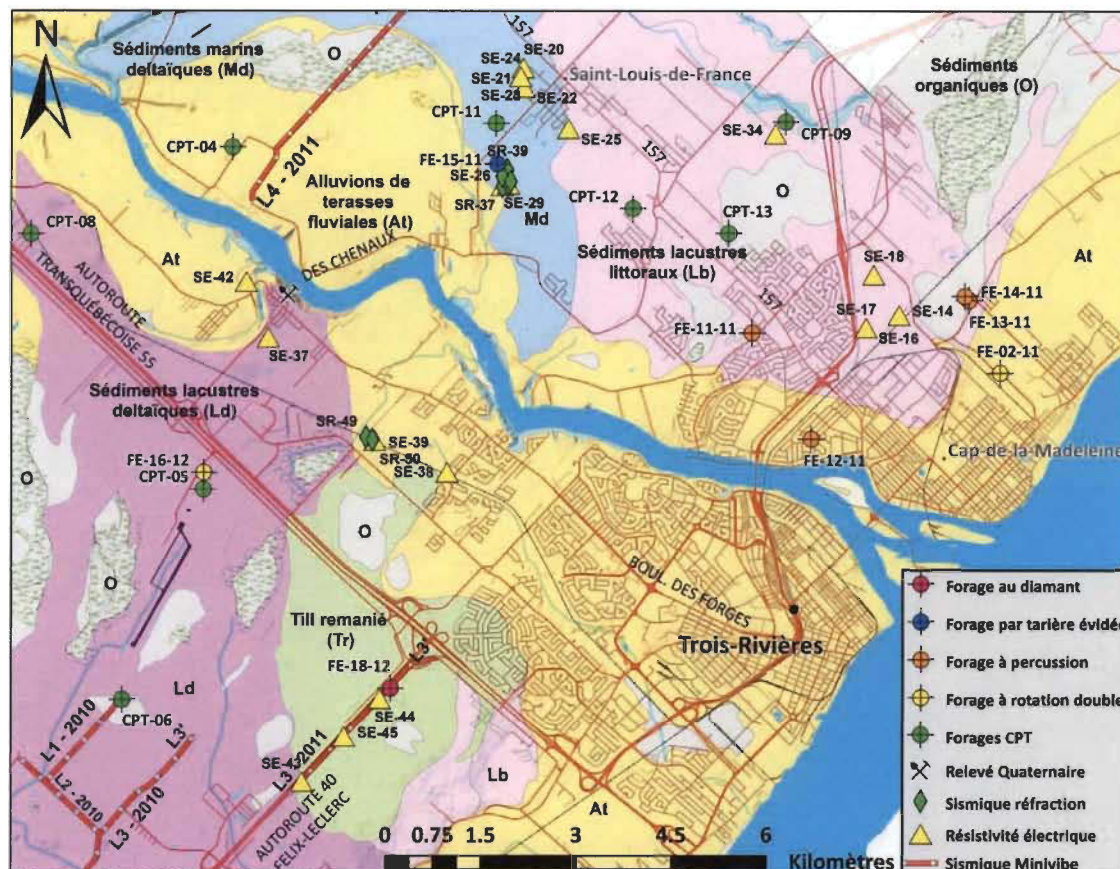 N
157
Sédiments marins
deltaïques (Md)
O
SE-20
SE-24
SE-21
SE-22
Saint-Louis-de-France
Sédiments
organiques (O)
CPT-11
SE-25
SE-34
CPT-09
CPT-04
L4 - 2011
SR-39
FE-15-11
SE-26
157
O
Alluvions de
terasses
fluviales (At)
SR-37
SE-29
Md
CPT-12
CPT-13
CPT-08
Sédiments lacustres
littoraux (Lb)
At
At
DES CHENAUX
SE-42
SE-18
AUTOROUTE
TRANSQUÉBÉCOISE 55
157
FE-14-11
SE-17
SE-14
FE-13-11
FE-11-11
SE-16
SE-37
FE-02-11
Sédiments lacustres
deltaïques (Ld)
SR-49
SE-39
SR-50
SE-38
FE-12-11
Cap-de-la-Madeleine
FE-16-12
CPT-05
O
O
O
BOUL. DES FORGES
Trois-Rivières
Till remanié
(Tr)
L3'
FE-18-12
Ld
CPT-06
SE-44
SE-45
L1 - 2010
L3'
L2 - 2010
L3 - 2010
L3 - 2011
Lb
At
AUTOROUTE 40
FELIX-LECLERC
0 0.75 1.5 3 4.5 6
Kilomètres
Forage au diamant
Forage par tarière évidée
Forage à percussion
Forage à rotation double
Forages CPT
Relevé Quaternaire
Sismique réfraction
Résistivité électrique
Sismique Minivibe